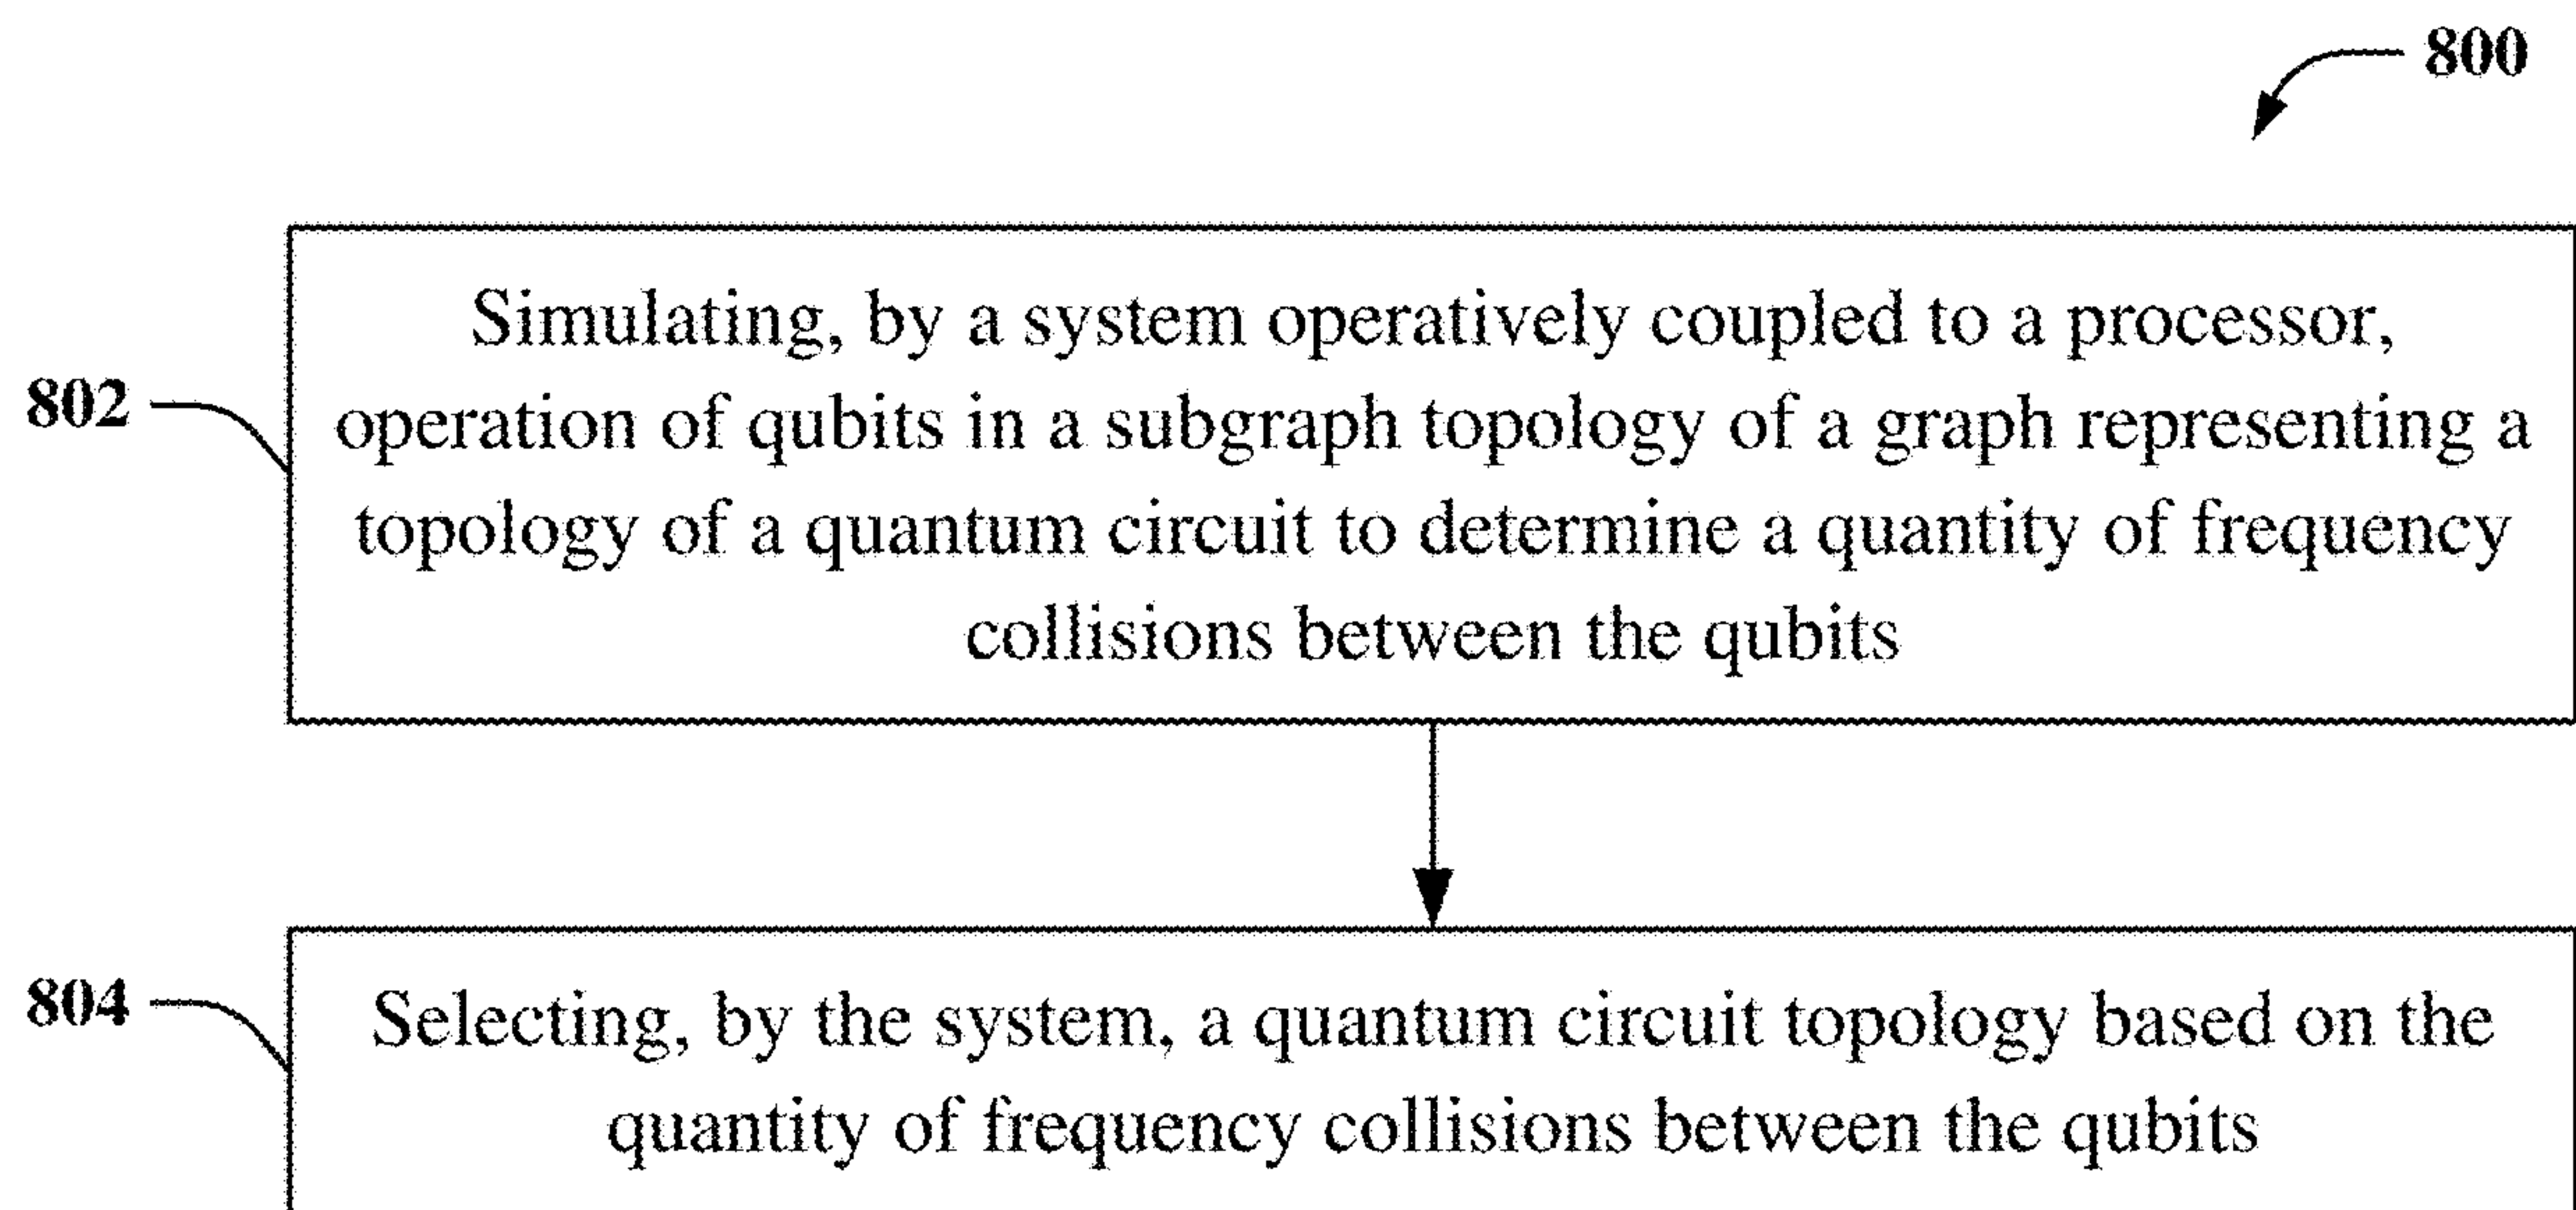 800
802
Simulating, by a system operatively coupled to a processor,
operation of qubits in a subgraph topology of a graph representing a
topology of a quantum circuit to determine a quantity of frequency
collisions between the qubits
804
Selecting, by the system, a quantum circuit topology based on the
quantity of frequency collisions between the qubits